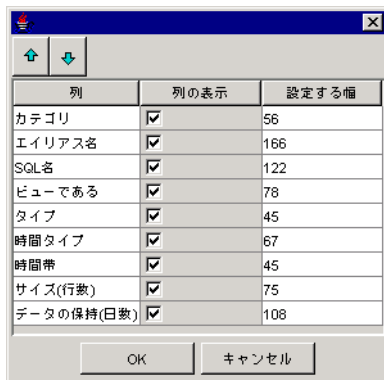 列 列の表示 設定する幅
カテゴリ 56
エイリアス名 166
SQL名 122
ビューである 78
タイプ 45
時間タイプ 67
時間帯 45
サイズ(行数) 75
データの保持(日数) 108
OK キャンセル